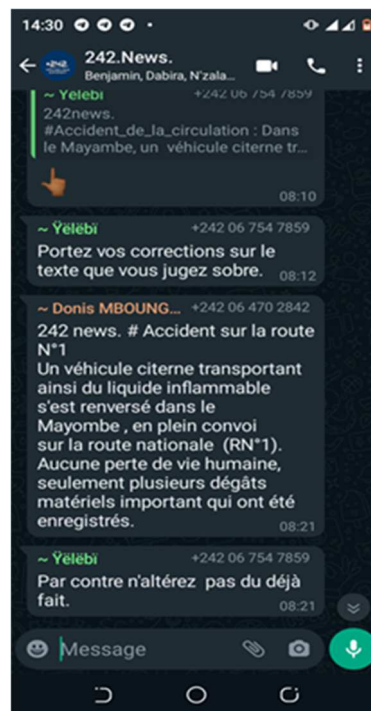 14:30
242.News.
Benjamin, Dabira, N'zala...
~ Yelebi +242 06 754 7859
242news.
#Accident_de_la_circulation : Dans
le Mayambe, un véhicule citerne tr...
08:10
~ Ÿëlëbï +242 06 754 7859
Portez vos corrections sur le
texte que vous jugez sobre. 08:12
~ Donis MBOUNG... +242 06 470 2842
242 news. # Accident sur la route
N°1
Un véhicule citerne transportant
ainsi du liquide inflammable
s'est renversé dans le
Mayombe , en plein convoi
sur la route nationale (RN°1).
Aucune perte de vie humaine,
seulement plusieurs dégâts
matériels important qui ont été
enregistrés. 08:21
~ Ÿëlëbï +242 06 754 7859
Par contre n'altérez pas du déjà
fait. 08:21
Message